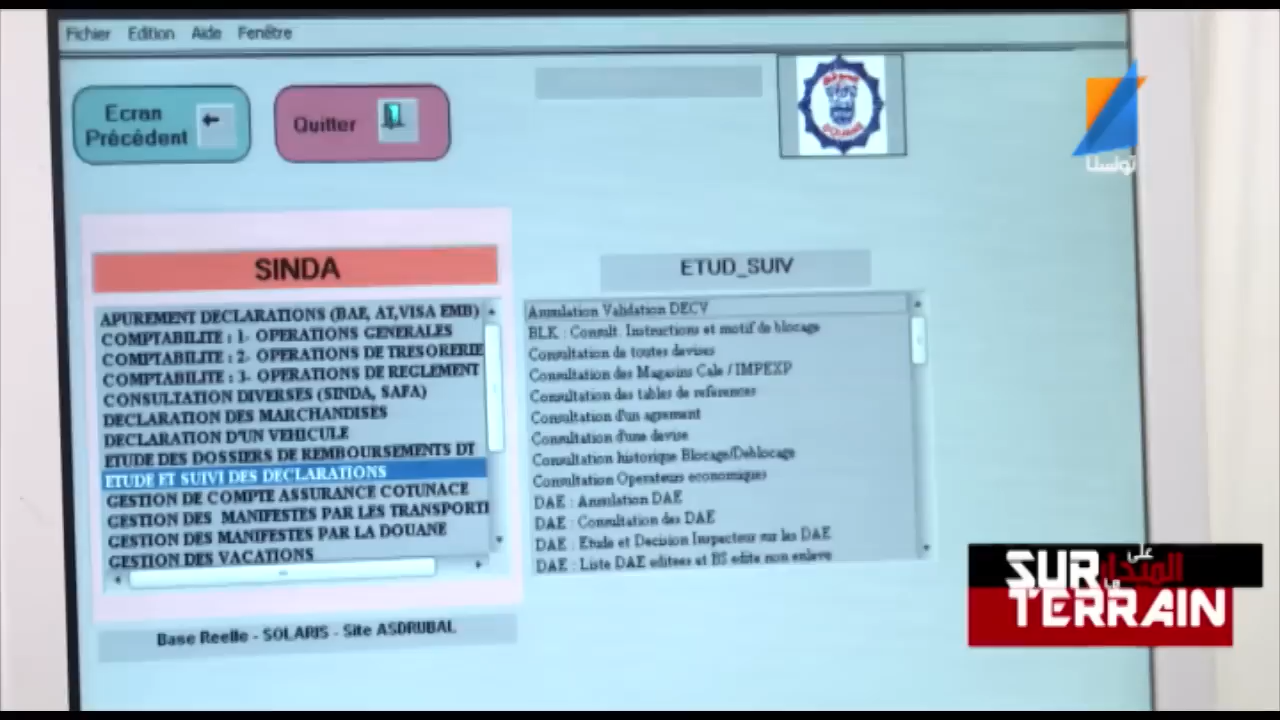 Fichier Edition Aide Fenêtre
Ecran
Précédent
Quitter
DOUANE
تونسنا
SINDA
APUREMENT DECLARATIONS (BAE, AT,VISA EMB)
COMPTABILITE : 1- OPERATIONS GENERALES
COMPTABILITE : 2- OPERATIONS DE TRESORERIE
COMPTABILITE : 3- OPERATIONS DE REGLEMENT
CONSULTATION DIVERSES (SINDA, SAFA)
DECLARATION DES MARCHANDISES
DECLARATION D'UN VEHICULE
ETUDE DES DOSSIERS DE REMBOURSEMENTS DT
ETUDE ET SUIVI DES DECLARATIONS
GESTION DE COMPTE ASSURANCE COTUNACE
GESTION DES MANIFESTES PAR LES TRANSPORTI
GESTION DES MANIFESTES PAR LA DOUANE
GESTION DES VACATIONS
ETUD_SUIV
Annulation Validation DECV
BLK : Consult. Instructions et motif de blocage
Consultation de toutes devises
Consultation des Magasins Cale / IMPEXP
Consultation des tables de references
Consultation d'un agrement
Consultation d'une devise
Consultation historique Blocage/Deblocage
Consultation Operateurs economiques
DAE : Annulation DAE
DAE : Consultation des DAE
DAE : Etude et Decision Inspecteur sur les DAE
DAE : Liste DAE editees et BS edite non enleve
Base Reelle - SOLARIS - Site ASDRUBAL
على الميدان
SUR
TERRAIN